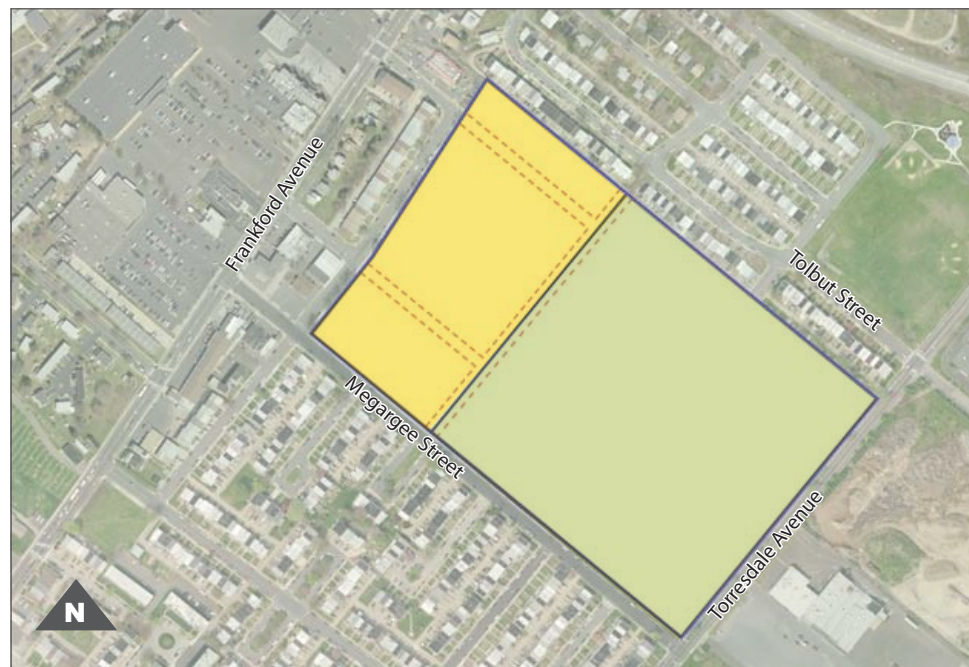 Frankford Avenue
Tolbut Street
Megargee Street
Torresdale Avenue
N